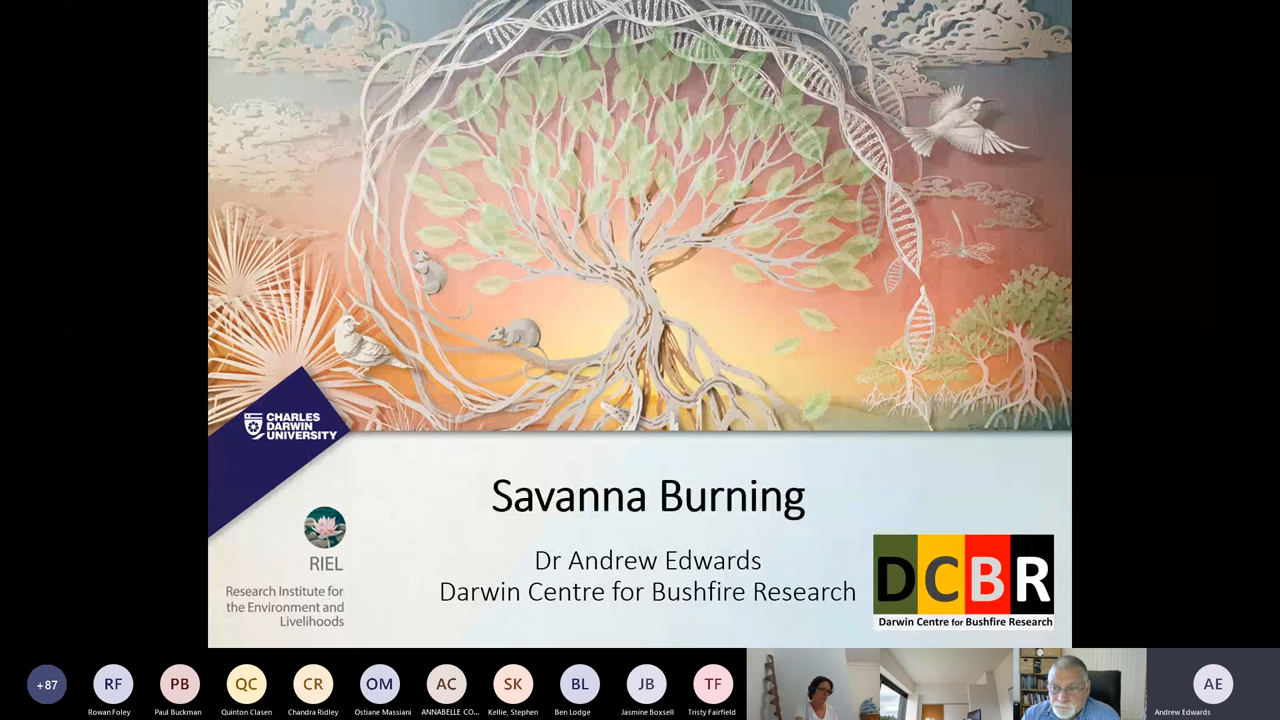 CHARLES
DARWIN
UNIVERSITY
Savanna Burning
RIEL
Research Institute for
the Environment and
Livelihoods
Dr Andrew Edwards
Darwin Centre for Bushfire Research
DCBR
Darwin Centre for Bushfire Research
+87
RF
PB
QC
CR
OM
AC
SK
BL
JB
TF
AE
Rowan Foley
Paul Buckman
Quinton Clasen
Chandra Ridley
Ostiane Massiani
ANNABELLE CO...
Kellie, Stephen
Ben Lodge
Jasmine Boxsell
Tristy Fairfield
Andrew Edwards